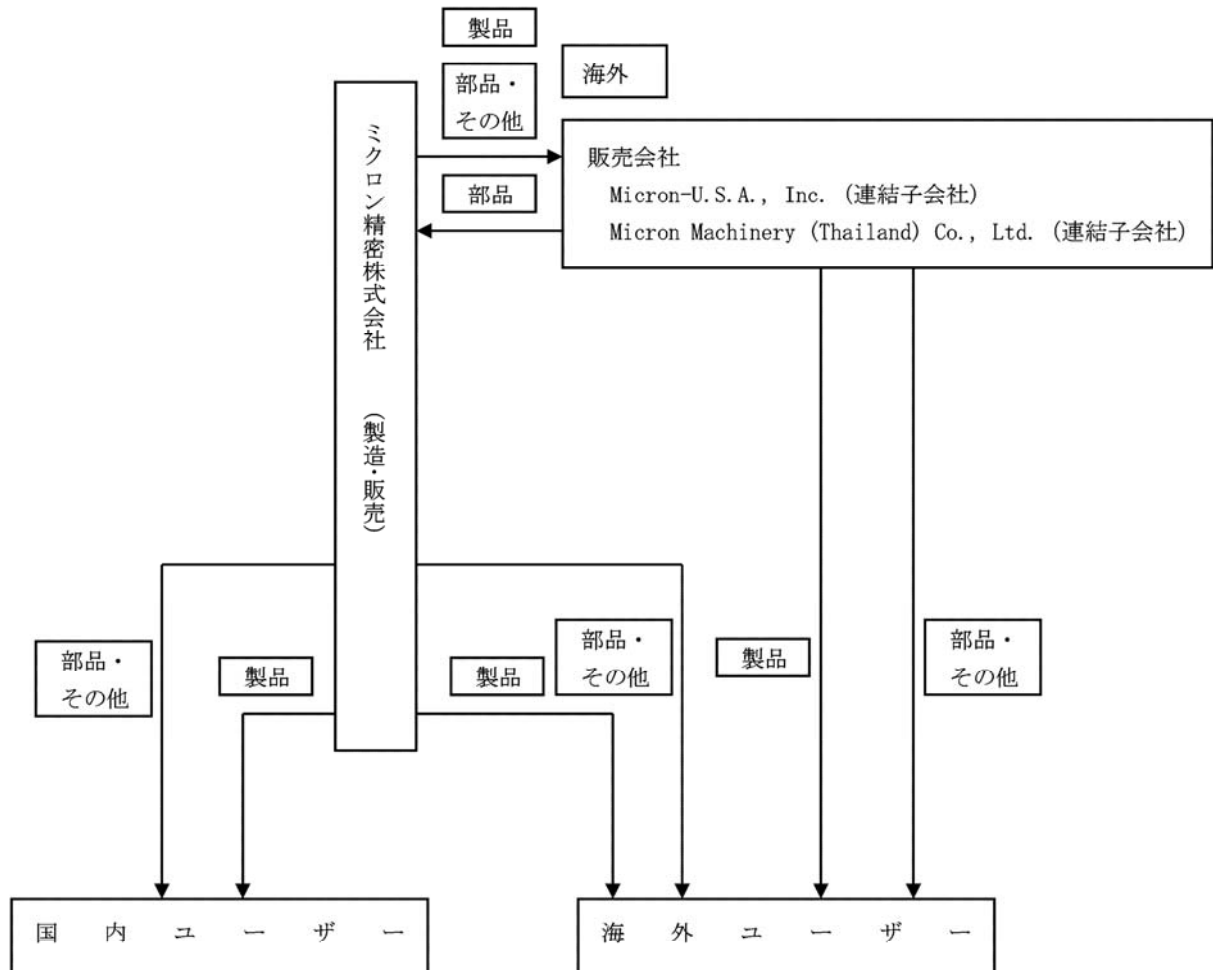 製品
海外
部品・
その他
販売会社
Micron-U.S.A., Inc. (連結子会社)
Micron Machinery (Thailand) Co., Ltd. (連結子会社)
部品
ミクロン精密株式会社 (製造・販売)
部品・
その他
製品
製品
部品・
その他
製品
部品・
その他
国内ユーザー
海外ユーザー